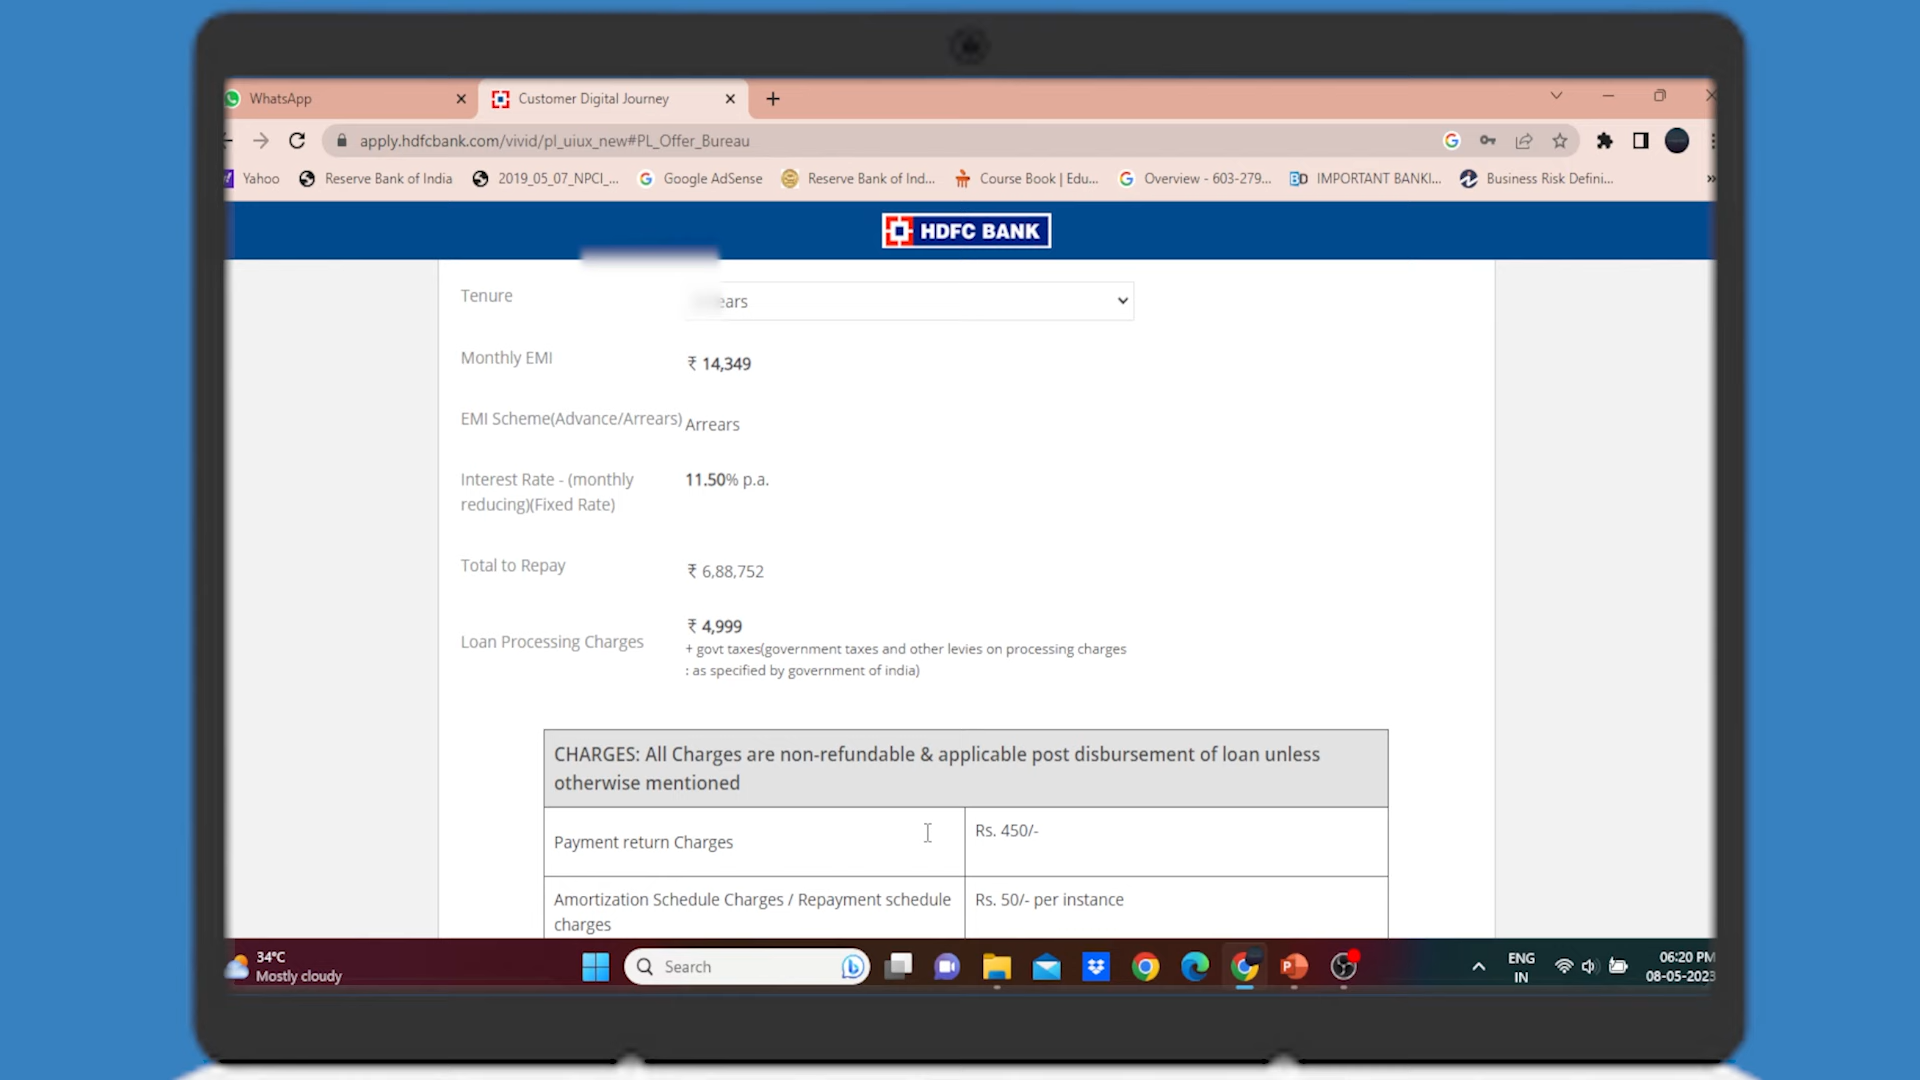 WhatsApp
Customer Digital Journey
apply.hdfcbank.com/vivid/pl_uiux_new#PL_Offer_Bureau
Yahoo
Reserve Bank of India
2019_05_07_NPCI_...
Google AdSense
Reserve Bank of Ind...
Course Book | Edu...
Overview - 603-279...
IMPORTANT BANKI...
Business Risk Defini...
HDFC BANK
Tenure
Monthly EMI
₹ 14,349
EMI Scheme(Advance/Arrears)
Arrears
Interest Rate - (monthly
reducing)(Fixed Rate)
11.50% p.a.
Total to Repay
₹ 6,88,752
Loan Processing Charges
₹ 4,999
+ govt taxes(government taxes and other levies on processing charges
: as specified by government of india)
CHARGES: All Charges are non-refundable & applicable post disbursement of loan unless
otherwise mentioned
Payment return Charges
Rs. 450/-
Amortization Schedule Charges / Repayment schedule
charges
Rs. 50/- per instance
34°C
Mostly cloudy
Search
ENG
IN
06:20 PM
08-05-2023